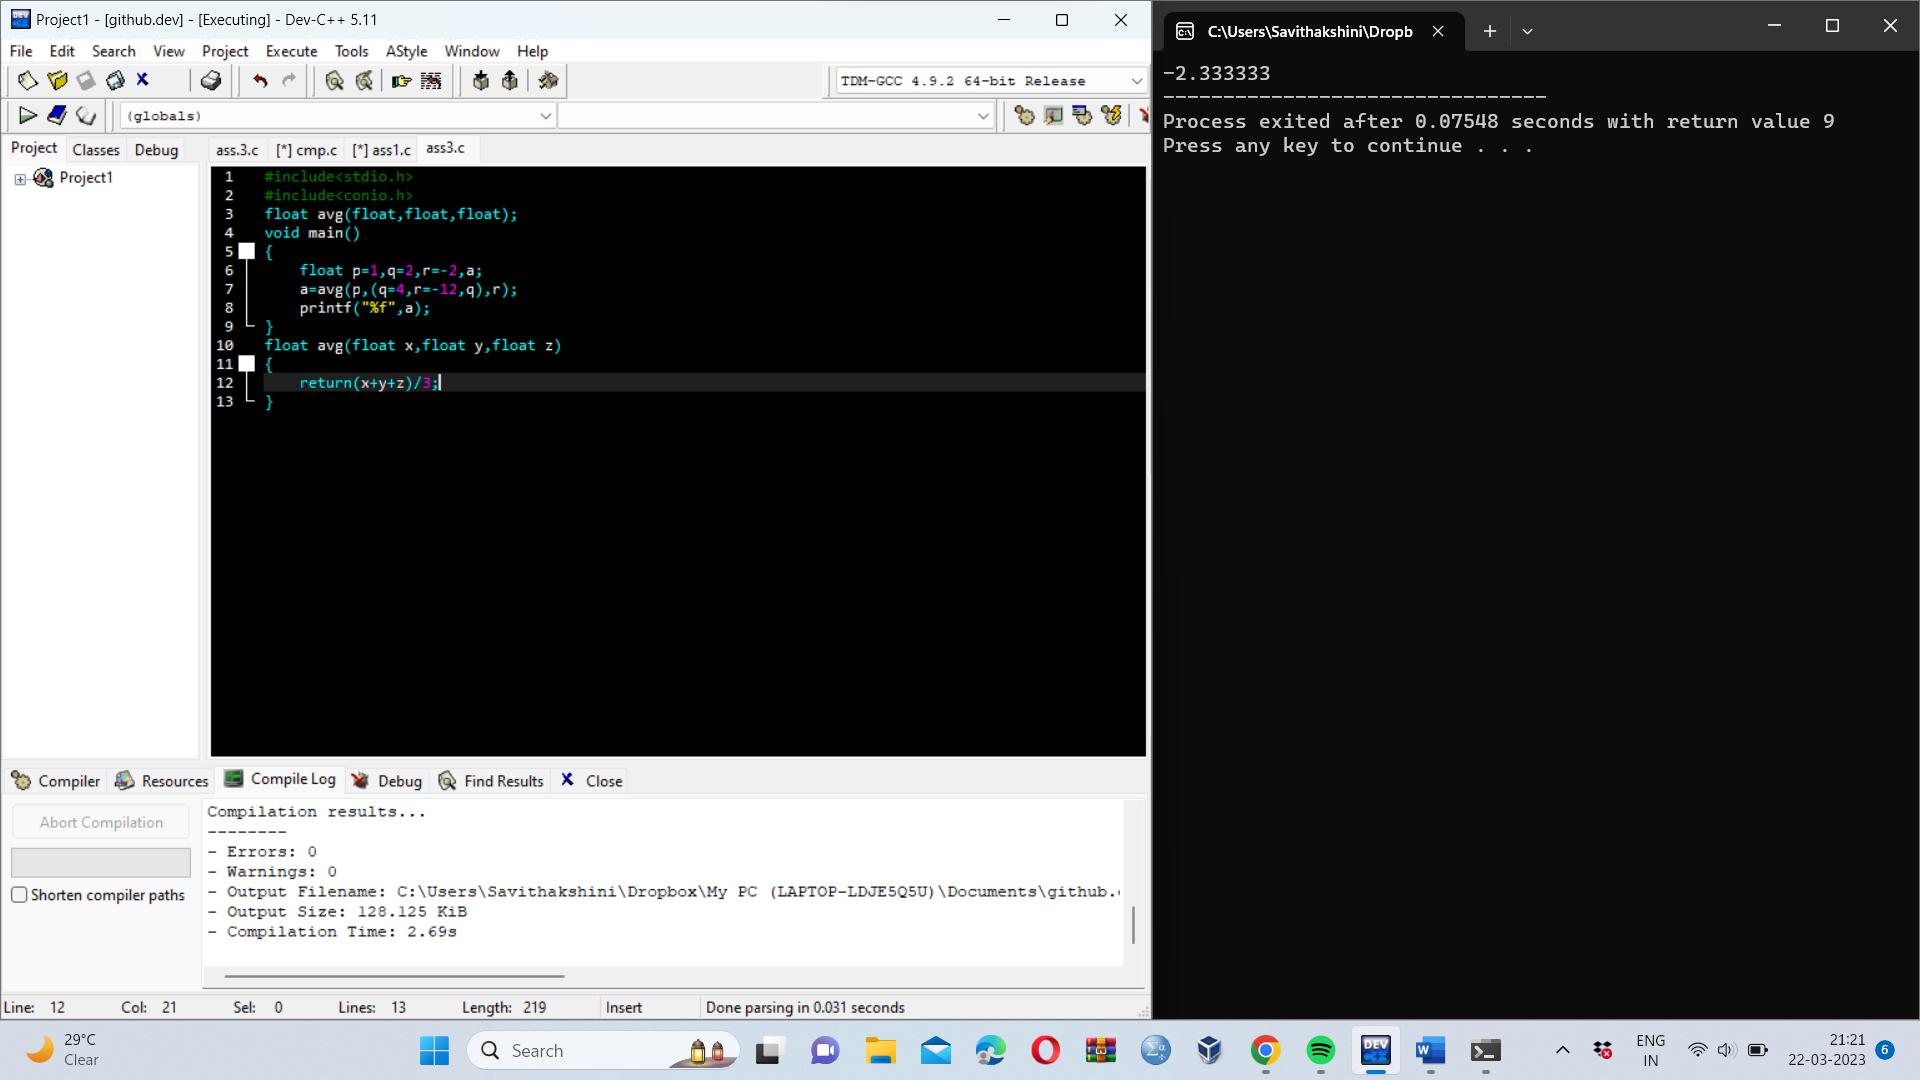 Project1 - [github.dev] - [Executing] - Dev-C++ 5.11
File Edit Search View Project Execute Tools AStyle Window Help
TDM-GCC 4.9.2 64-bit Release
(globals)
Project Classes Debug
ass.3.c [*] cmp.c [*] ass1.c ass3.c
Project1
1 #include<stdio.h>
2 #include<conio.h>
3 float avg(float,float,float);
4 void main()
5 {
6 float p=1,q=2,r=-2,a;
7 a=avg(p,(q=4,r=-12,q),r);
8 printf("%f",a);
9 }
10 float avg(float x,float y,float z)
11 {
12 return(x+y+z)/3;
13 }
Compiler Resources Compile Log Debug Find Results Close
Abort Compilation
Shorten compiler paths
Compilation results...
--------
- Errors: 0
- Warnings: 0
- Output Filename: C:\Users\Savithakshini\Dropbox\My PC (LAPTOP-LDJE5Q5U)\Documents\github.
- Output Size: 128.125 KiB
- Compilation Time: 2.69s
Line: 12 Col: 21 Sel: 0 Lines: 13 Length: 219 Insert Done parsing in 0.031 seconds
C:\Users\Savithakshini\Dropb
-2.333333
--------------------------------
Process exited after 0.07548 seconds with return value 9
Press any key to continue . . .
29°C
Clear
Search
DEV
C++
W
ENG
IN
21:21
22-03-2023
6